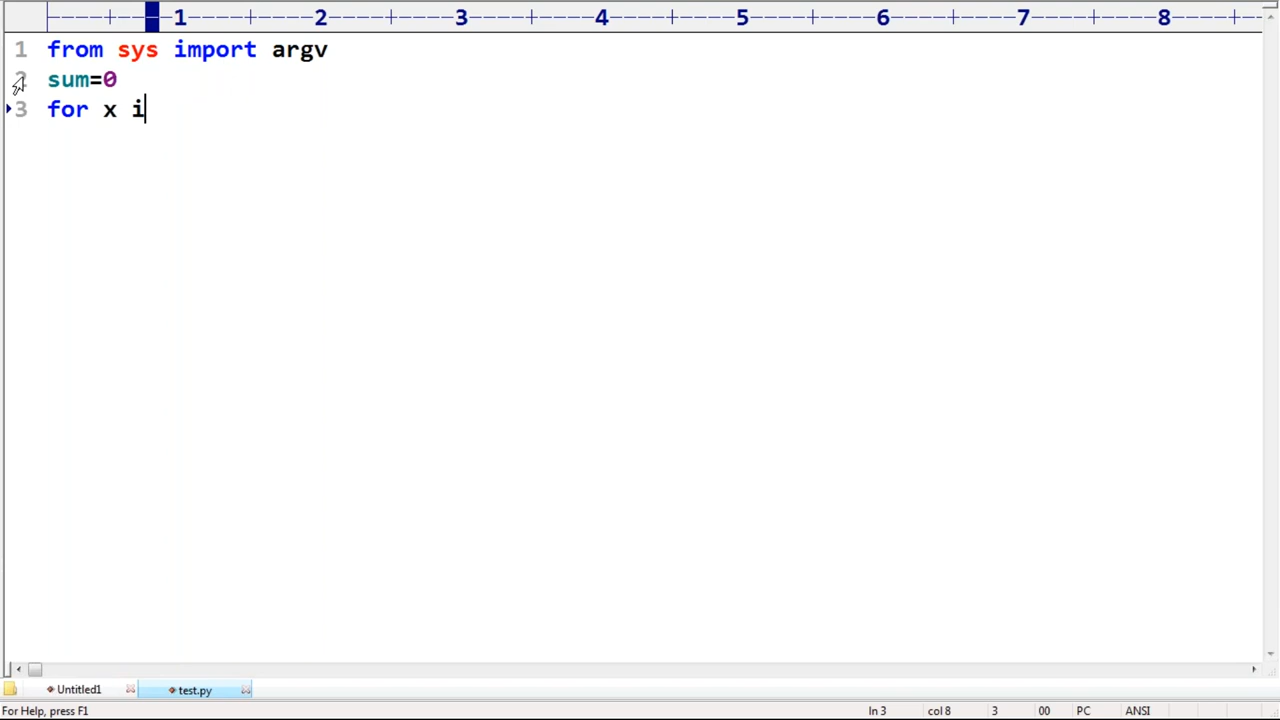 1 2 3 4 5 6 7 8
1 from sys import argv
2 sum=0
3 for x i
Untitled1 test.py
For Help, press F1 ln 3 col 8 3 00 PC ANSI